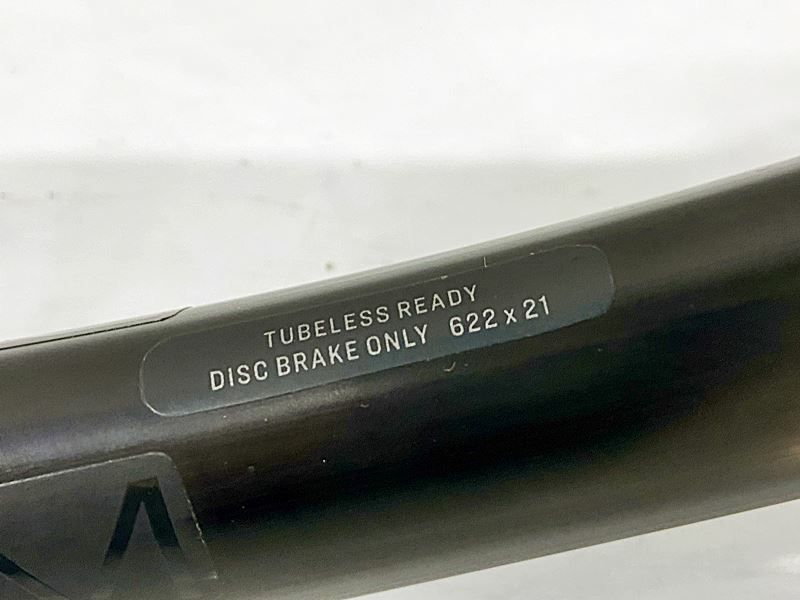 TUBELESS READY
DISC BRAKE ONLY 622 x 21